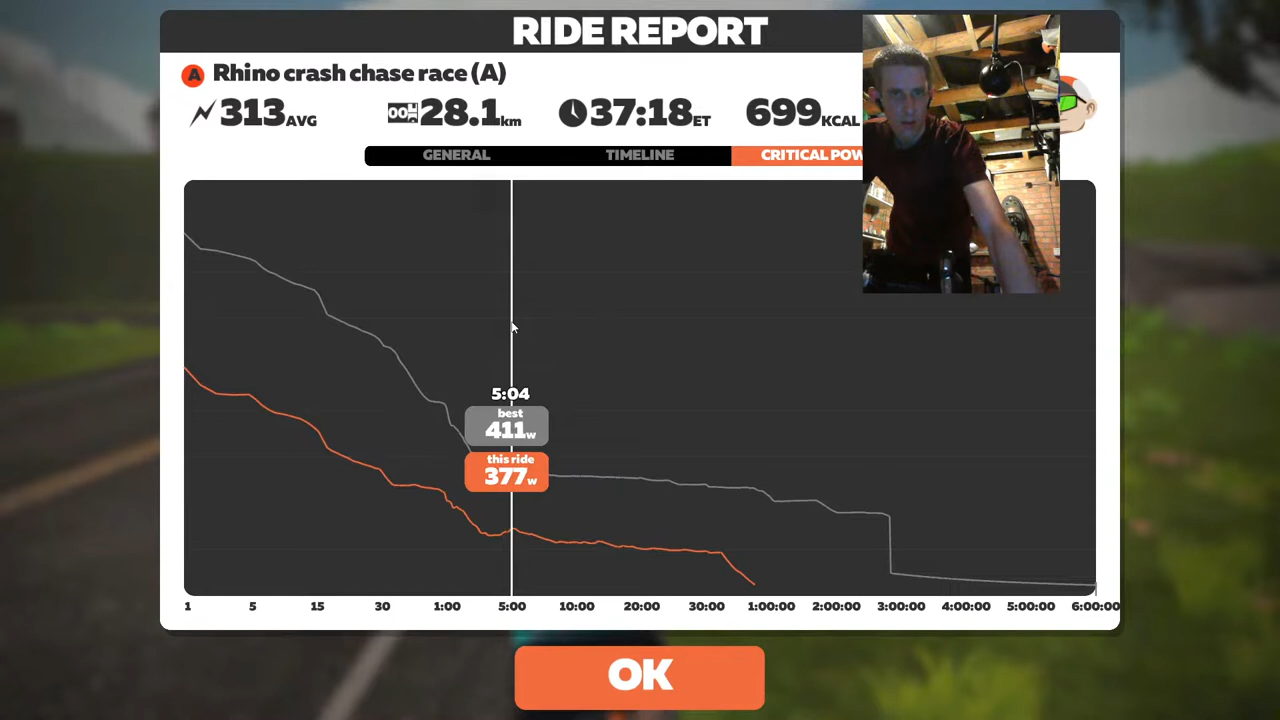 RIDE REPORT
A Rhino crash chase race (A)
313AVG 28.1km 37:18ET 699KCAL
GENERAL TIMELINE CRITICAL POW
5:04
best
411w
this ride
377w
1 5 15 30 1:00 5:00 10:00 20:00 30:00 1:00:00 2:00:00 3:00:00 4:00:00 5:00:00 6:00:00
OK